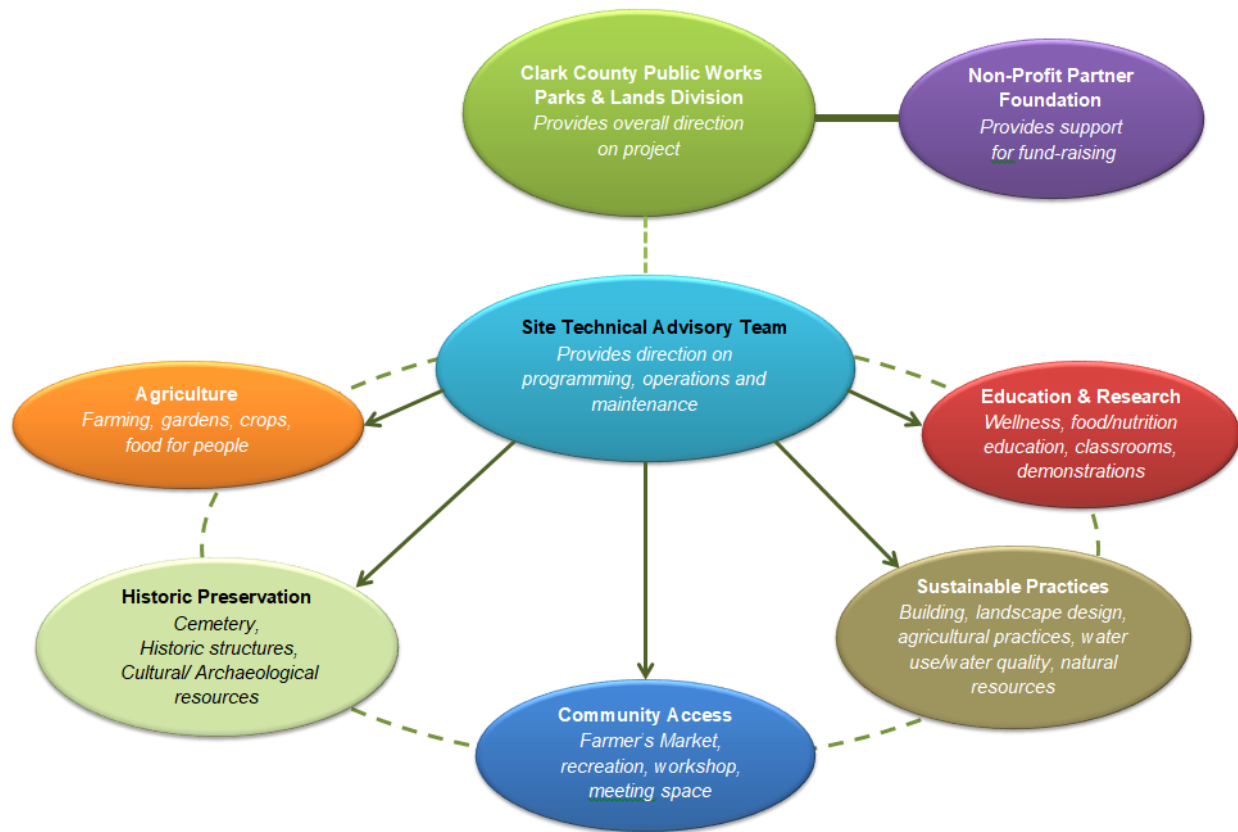 Clark County Public Works
Parks & Lands Division
Provides overall direction
on project
Non-Profit Partner
Foundation
Provides support
for fund-raising
Site Technical Advisory Team
Provides direction on
programming, operations and
maintenance
Agriculture
Farming, gardens, crops,
food for people
Education & Research
Wellness, food/nutrition
education, classrooms,
demonstrations
Historic Preservation
Cemetery,
Historic structures,
Cultural/ Archaeological
resources
Sustainable Practices
Building, landscape design,
agricultural practices, water
use/water quality, natural
resources
Community Access
Farmer's Market,
recreation, workshop,
meeting space